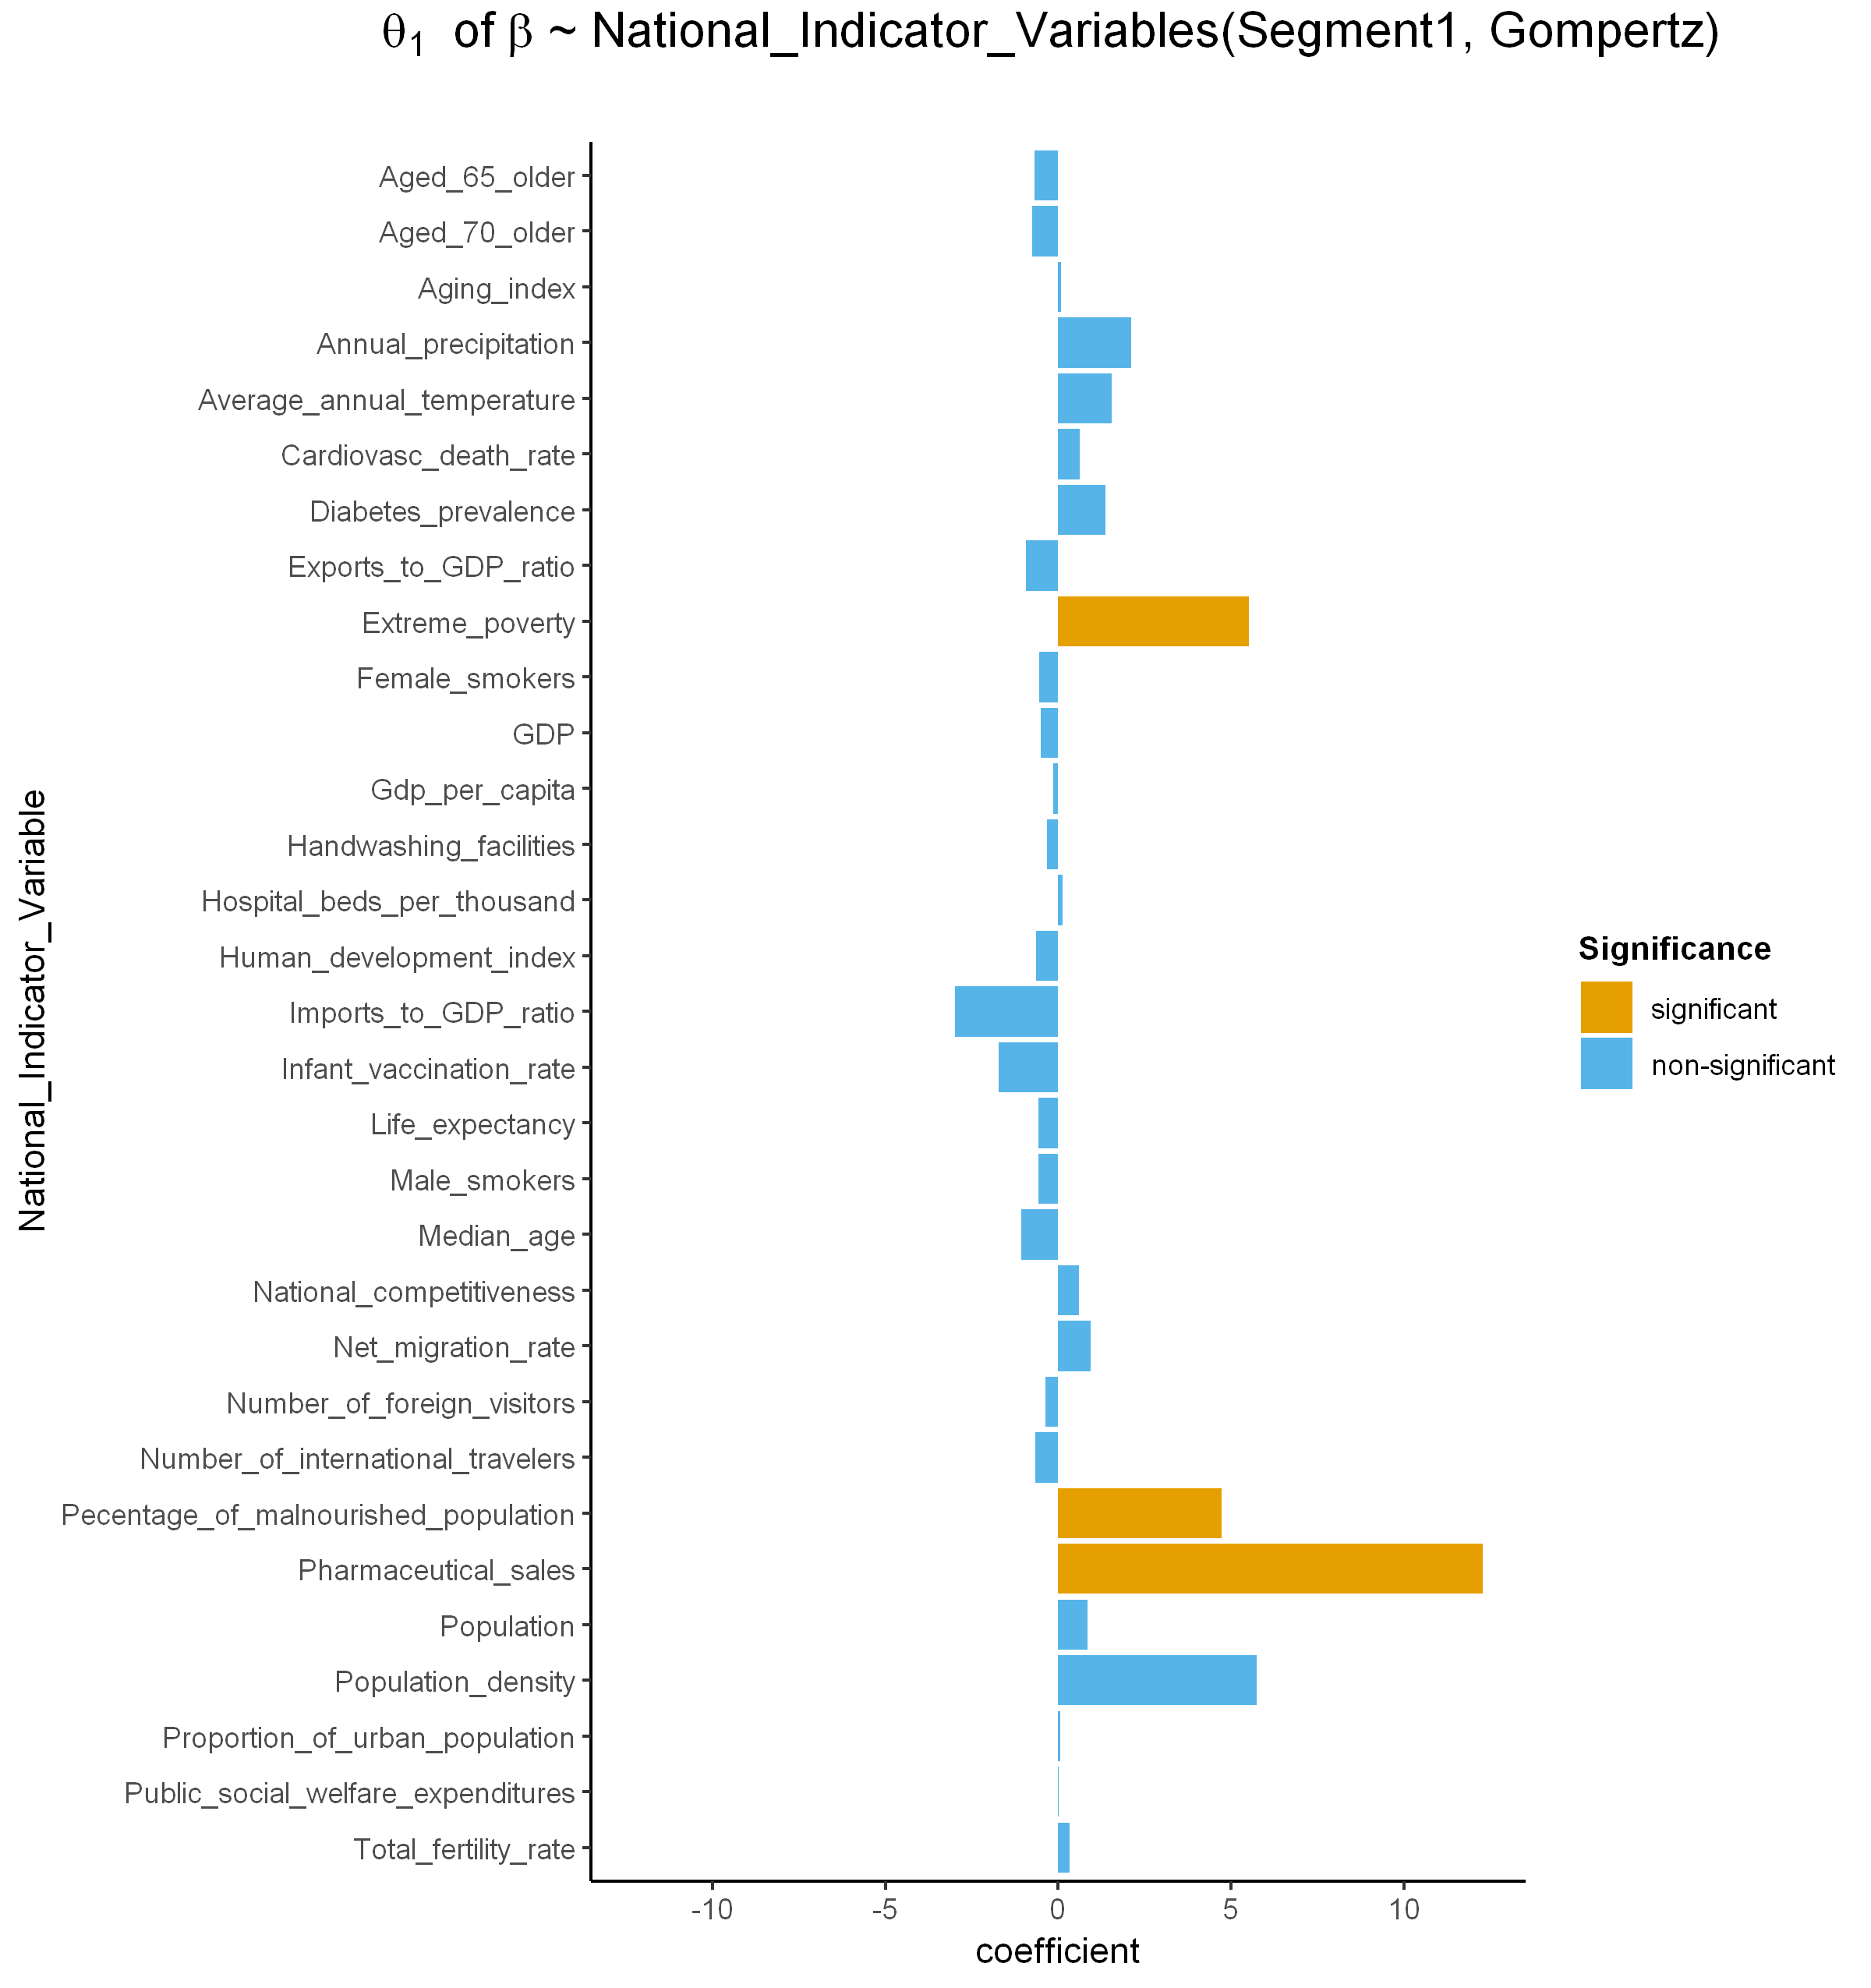 θ1 of β ~ National_Indicator_Variables(Segment1, Gompertz)
National_Indicator_Variable
Aged_65_older
Aged_70_older
Aging_index
Annual_precipitation
Average_annual_temperature
Cardiovasc_death_rate
Diabetes_prevalence
Exports_to_GDP_ratio
Extreme_poverty
Female_smokers
GDP
Gdp_per_capita
Handwashing_facilities
Hospital_beds_per_thousand
Human_development_index
Imports_to_GDP_ratio
Infant_vaccination_rate
Life_expectancy
Male_smokers
Median_age
National_competitiveness
Net_migration_rate
Number_of_foreign_visitors
Number_of_international_travelers
Pecentage_of_malnourished_population
Pharmaceutical_sales
Population
Population_density
Proportion_of_urban_population
Public_social_welfare_expenditures
Total_fertility_rate
-10 -5 0 5 10
coefficient
Significance
significant
non-significant